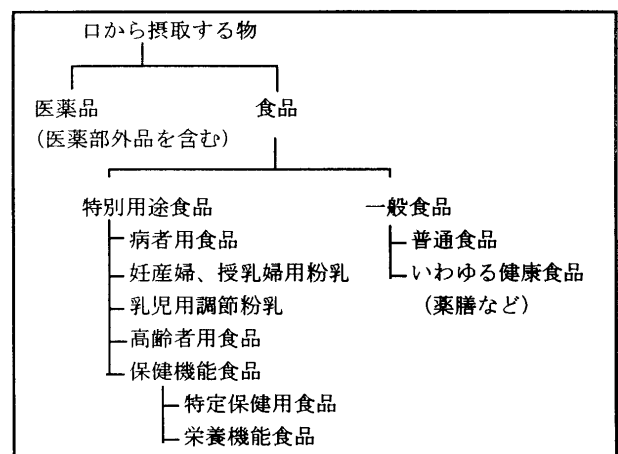 口から摂取する物
医薬品 食品
(医薬部外品を含む)
特別用途食品 一般食品
病者用食品 普通食品
妊産婦、授乳婦用粉乳 いわゆる健康食品
乳児用調節粉乳 (薬膳など)
高齢者用食品
保健機能食品
特定保健用食品
栄養機能食品